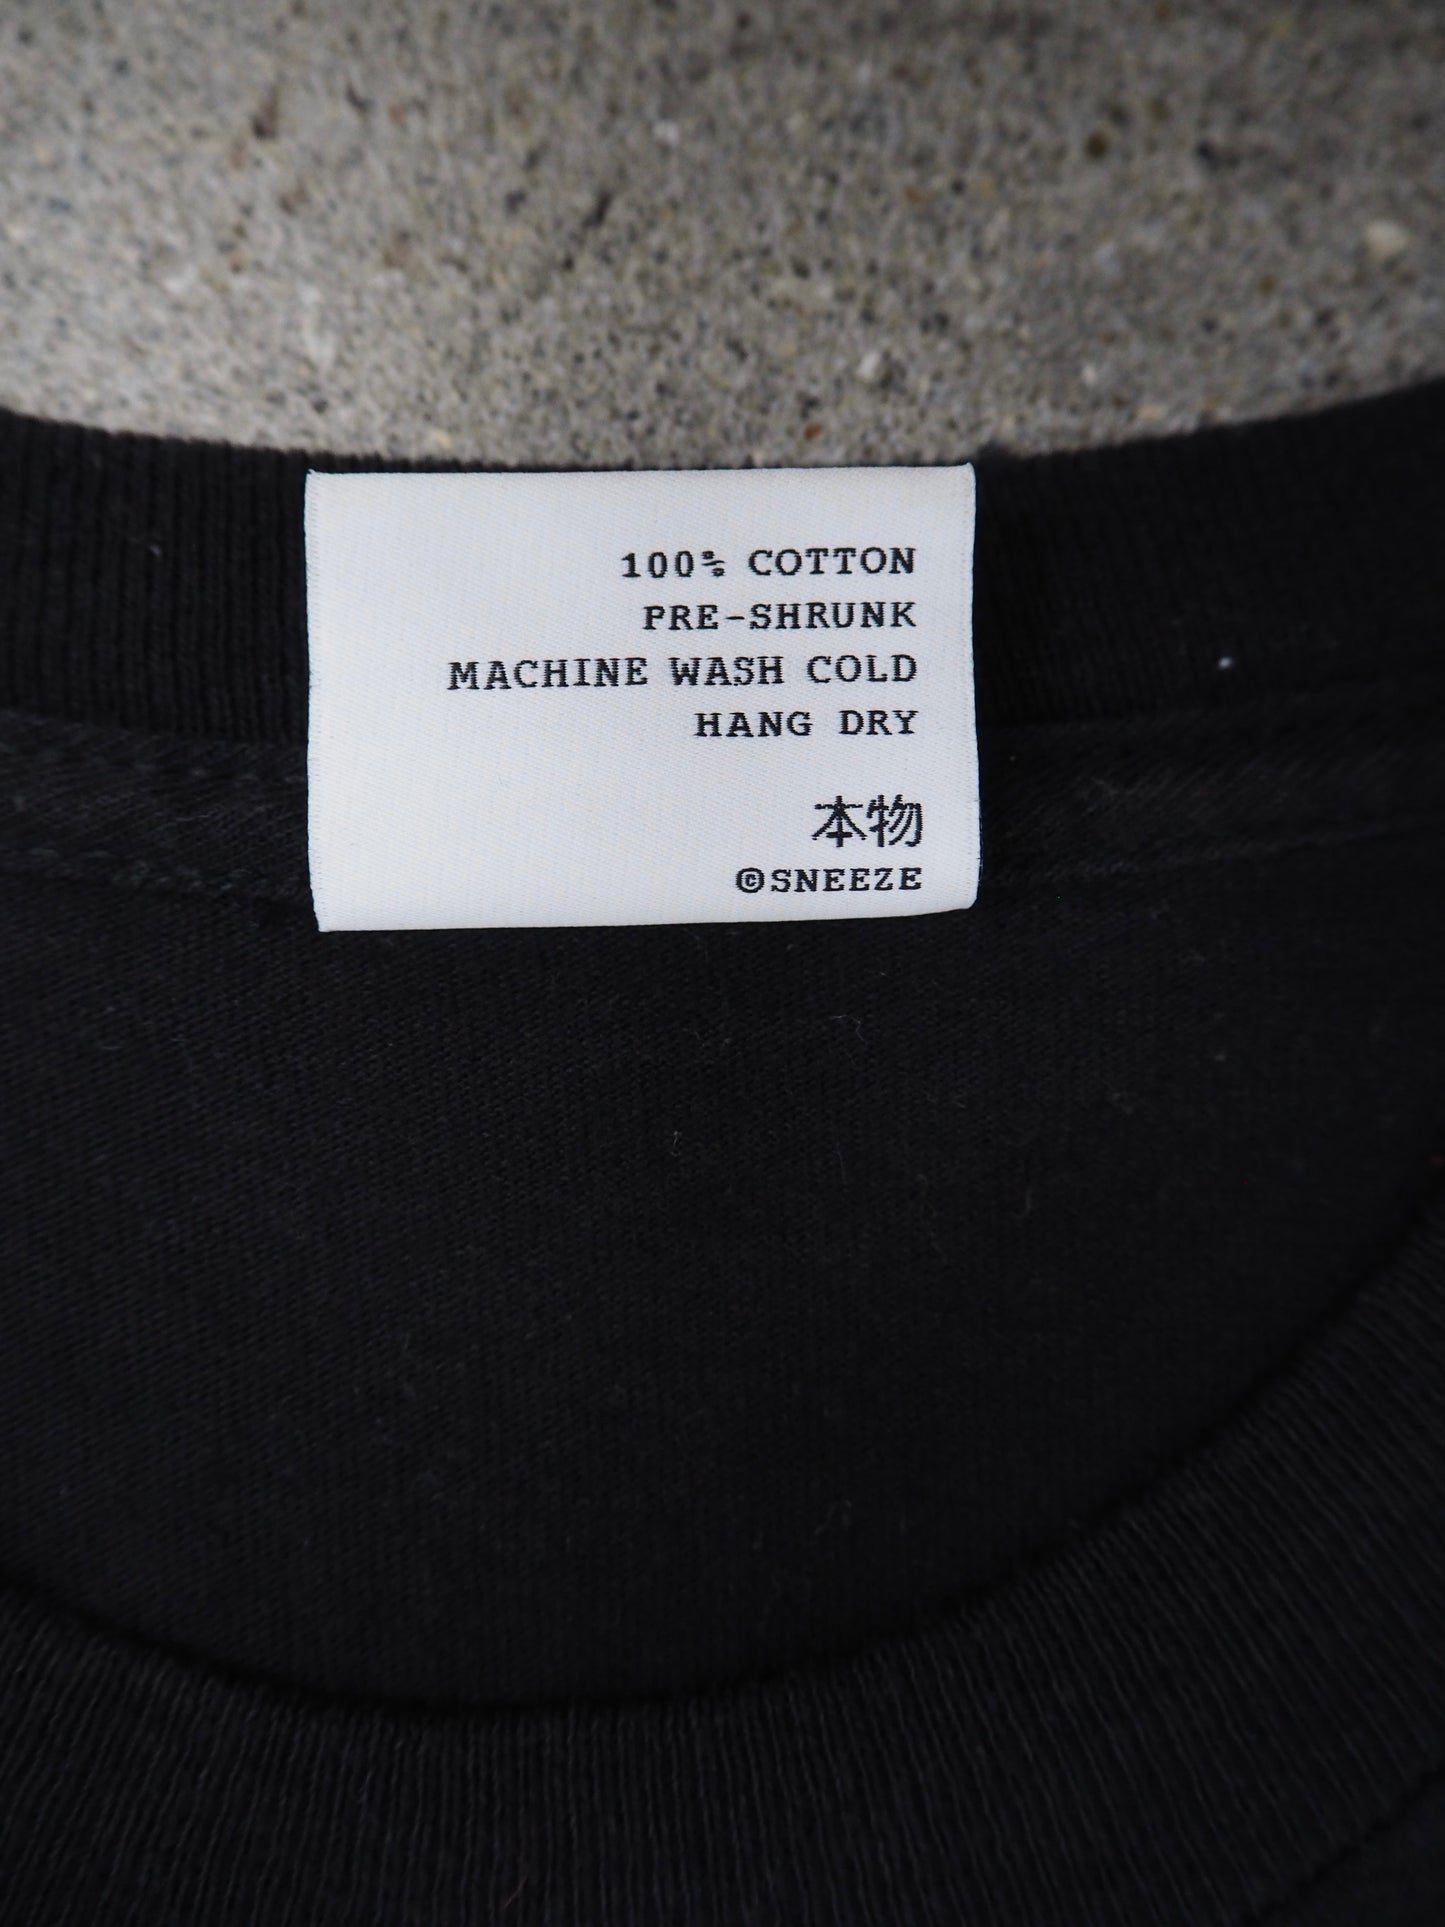 100% COTTON
PRE-SHRUNK
MACHINE WASH COLD
HANG DRY
本物
©SNEEZE